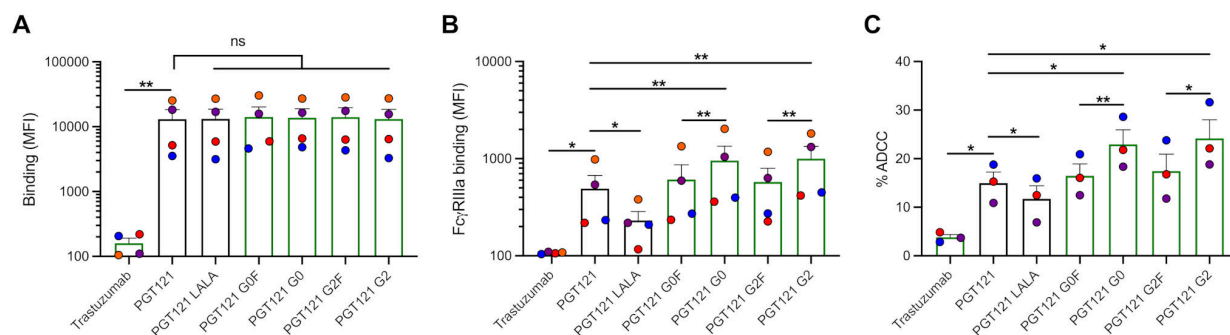 A
ns
**
Binding (MFI)
100000
10000
1000
100
Trastuzumab
PGT121
PGT121 LALA
PGT121 G0F
PGT121 G0
PGT121 G2F
PGT121 G2
B
**
**
*
**
**
*
*
FcγRIIIa binding (MFI)
10000
1000
100
Trastuzumab
PGT121
PGT121 LALA
PGT121 G0F
PGT121 G0
PGT121 G2F
PGT121 G2
C
*
*
*
**
*
*
% ADCC
40
30
20
10
0
Trastuzumab
PGT121
PGT121 LALA
PGT121 G0F
PGT121 G0
PGT121 G2F
PGT121 G2